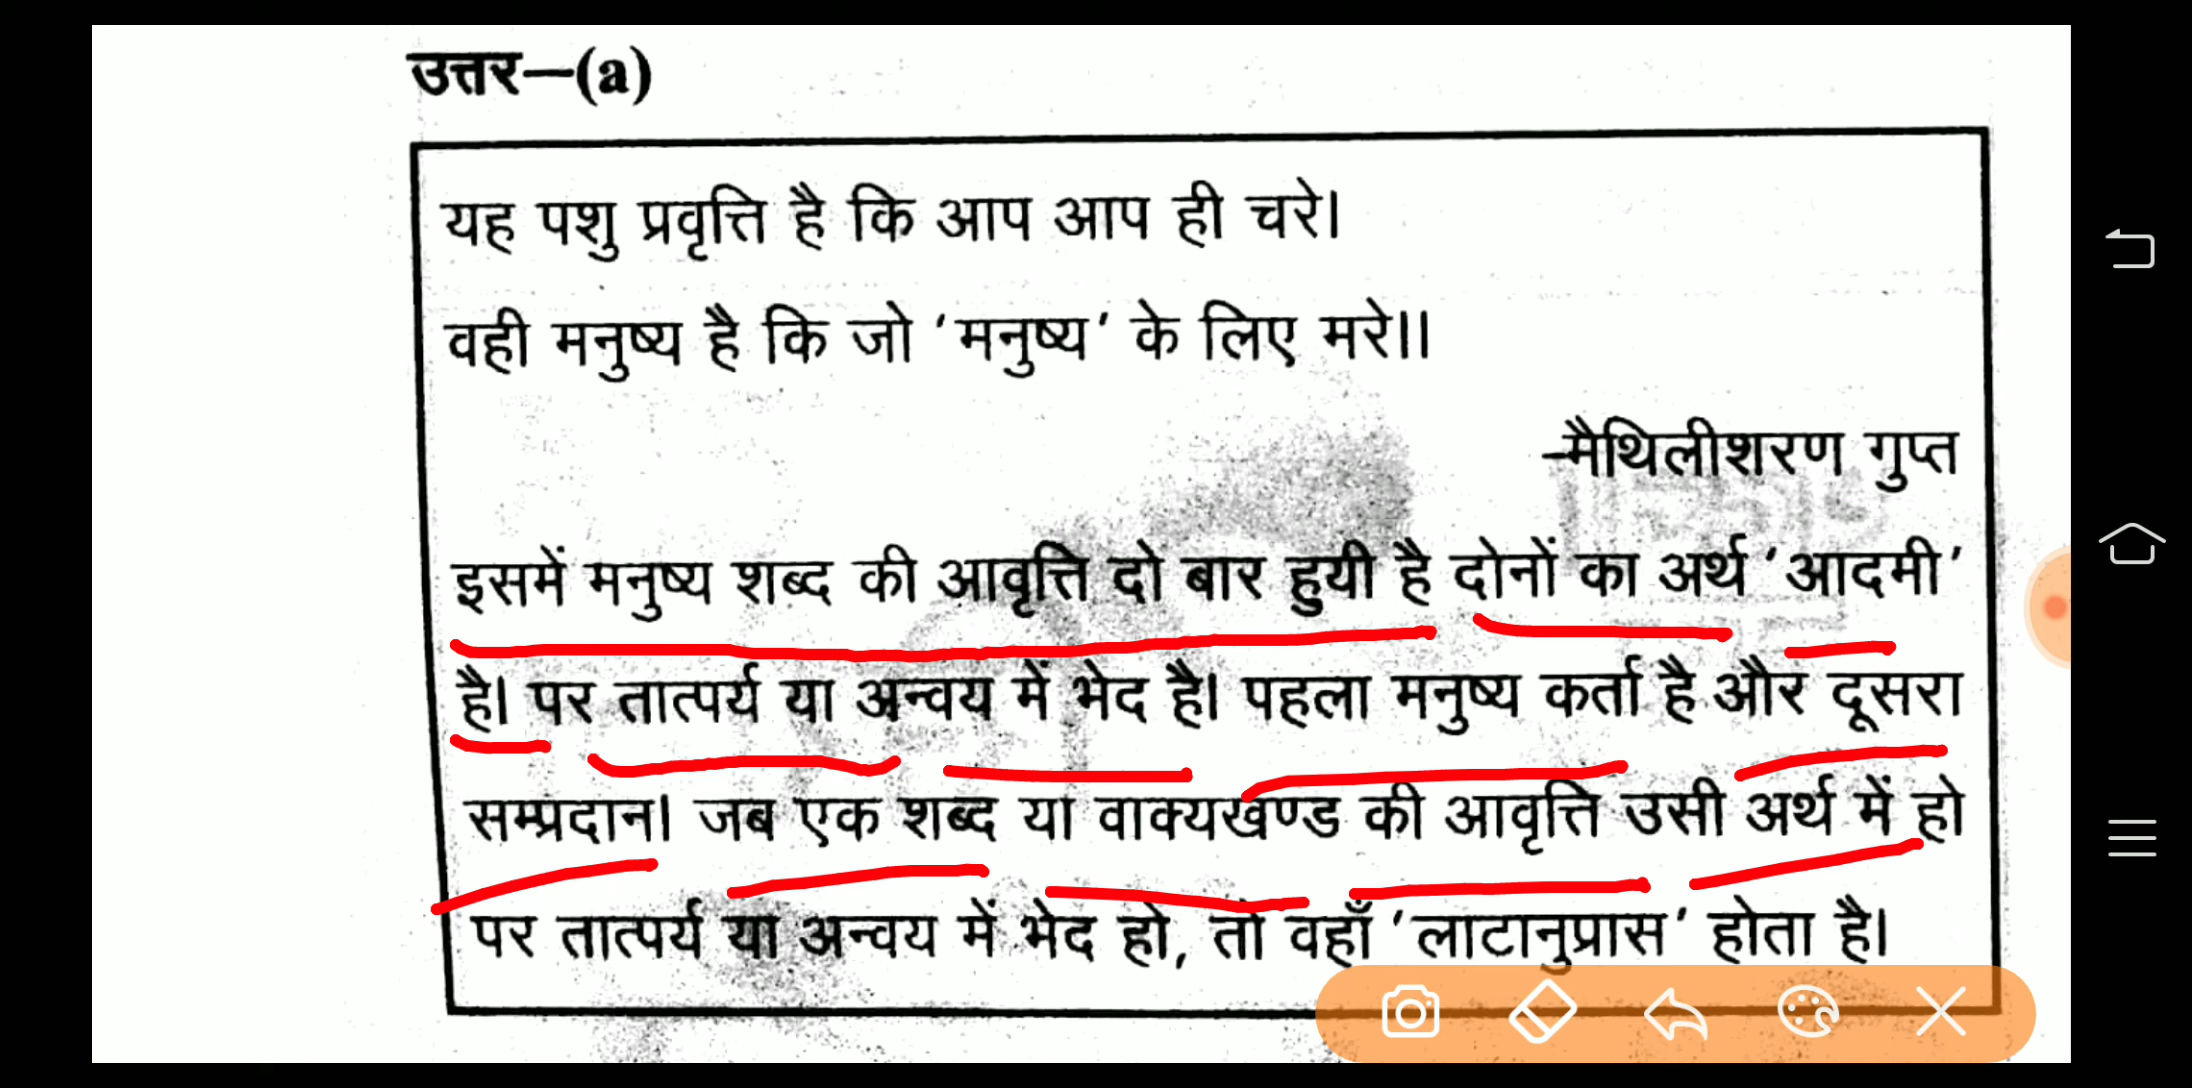 उत्तर—(a)
यह पशु प्रवृत्ति है कि आप आप ही चरे।
वही मनुष्य है कि जो ‘मनुष्य’ के लिए मरे।।
–मैथिलीशरण गुप्त
इसमें मनुष्य शब्द की आवृत्ति दो बार हुयी है दोनों का अर्थ ‘आदमी’
है। पर तात्पर्य या अन्वय में भेद है। पहला मनुष्य कर्ता है और दूसरा
सम्प्रदान। जब एक शब्द या वाक्यखण्ड की आवृत्ति उसी अर्थ में हो
पर तात्पर्य या अन्वय में भेद हो, तो वहाँ ‘लाटानुप्रास’ होता है।